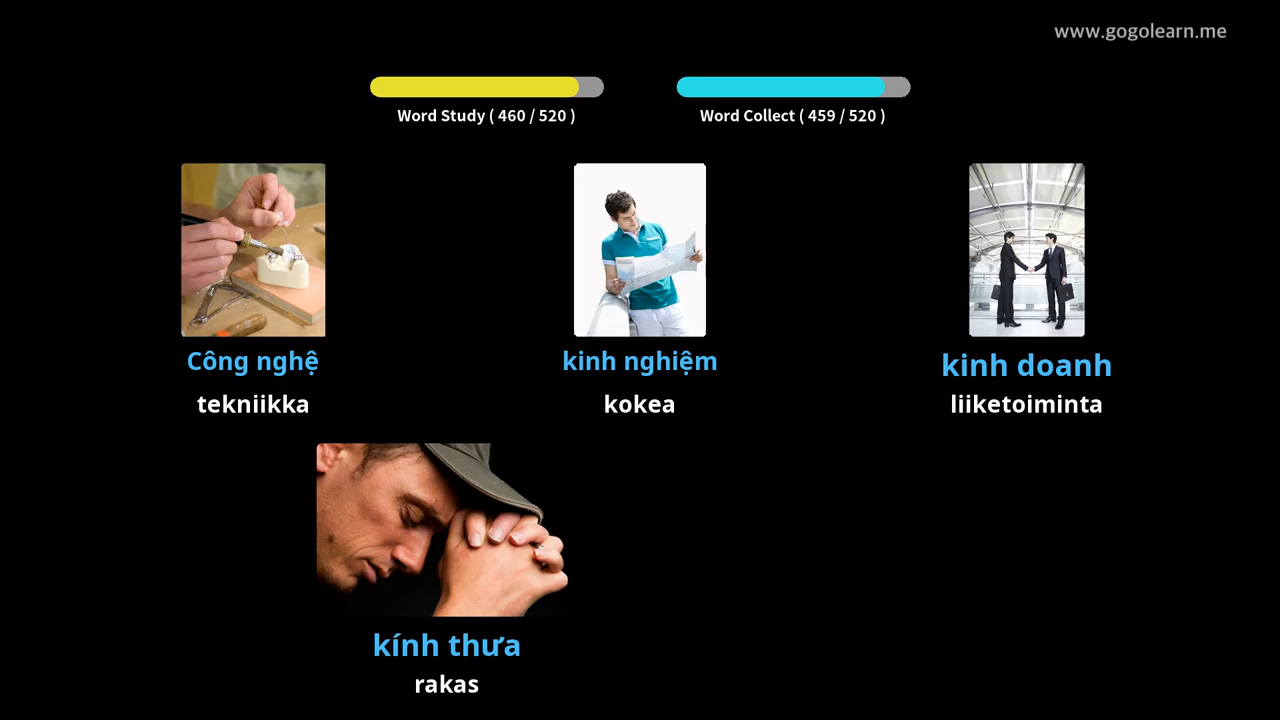 www.gogolearn.me
Word Study ( 460 / 520 )
Word Collect ( 459 / 520 )
Công nghệ
kinh nghiệm
kinh doanh
tekniikka
kokea
liiketoiminta
kính thưa
rakas